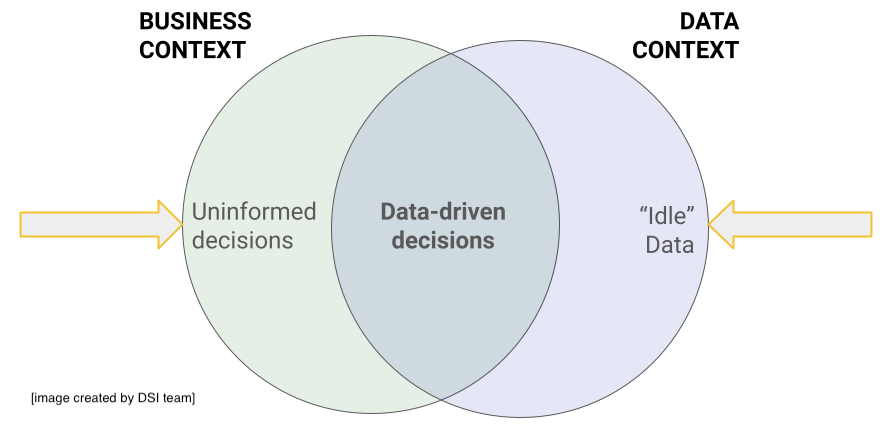 BUSINESS
CONTEXT
DATA
CONTEXT
Uninformed
decisions
Data-driven
decisions
“Idle”
Data
[image created by DSI team]